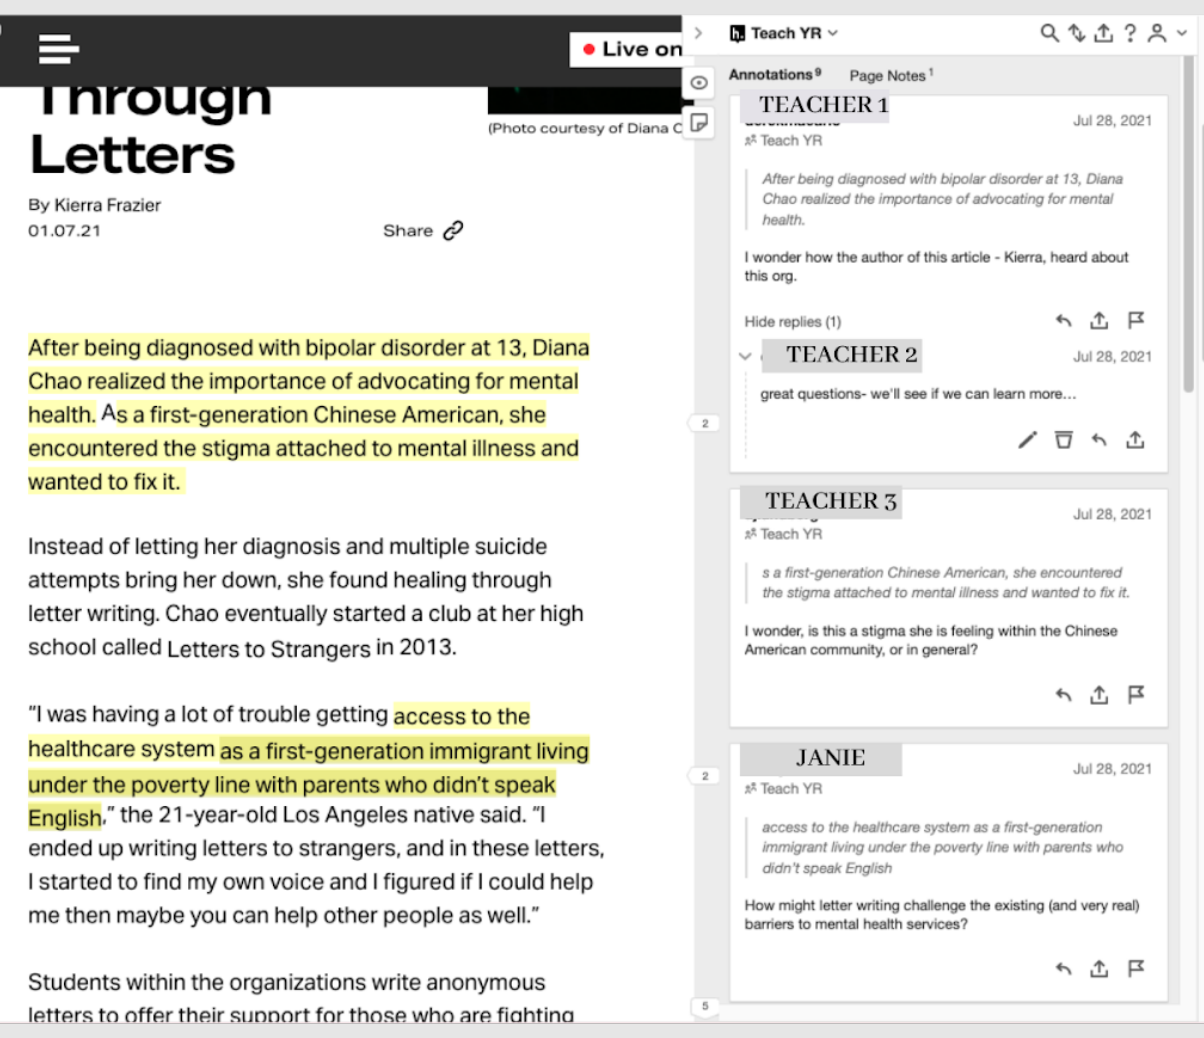 Live on
Through
Letters
(Photo courtesy of Diana C
By Kierra Frazier
01.07.21
Share
After being diagnosed with bipolar disorder at 13, Diana
Chao realized the importance of advocating for mental
health. As a first-generation Chinese American, she
encountered the stigma attached to mental illness and
wanted to fix it.
Instead of letting her diagnosis and multiple suicide
attempts bring her down, she found healing through
letter writing. Chao eventually started a club at her high
school called Letters to Strangers in 2013.
“I was having a lot of trouble getting access to the
healthcare system as a first-generation immigrant living
under the poverty line with parents who didn’t speak
English,” the 21-year-old Los Angeles native said. “I
ended up writing letters to strangers, and in these letters,
I started to find my own voice and I figured if I could help
me then maybe you can help other people as well.”
Students within the organizations write anonymous
letters to offer their support for those who are fighting
h. Teach YR
?
Annotations 9 Page Notes 1
TEACHER 1
Jul 28, 2021
Teach YR
After being diagnosed with bipolar disorder at 13, Diana
Chao realized the importance of advocating for mental
health.
I wonder how the author of this article - Kierra, heard about
this org.
Hide replies (1)
TEACHER 2
Jul 28, 2021
great questions- we'll see if we can learn more...
2
TEACHER 3
Jul 28, 2021
Teach YR
s a first-generation Chinese American, she encountered
the stigma attached to mental illness and wanted to fix it.
I wonder, is this a stigma she is feeling within the Chinese
American community, or in general?
JANIE
2
Jul 28, 2021
Teach YR
access to the healthcare system as a first-generation
immigrant living under the poverty line with parents who
didn't speak English
How might letter writing challenge the existing (and very real)
barriers to mental health services?
5